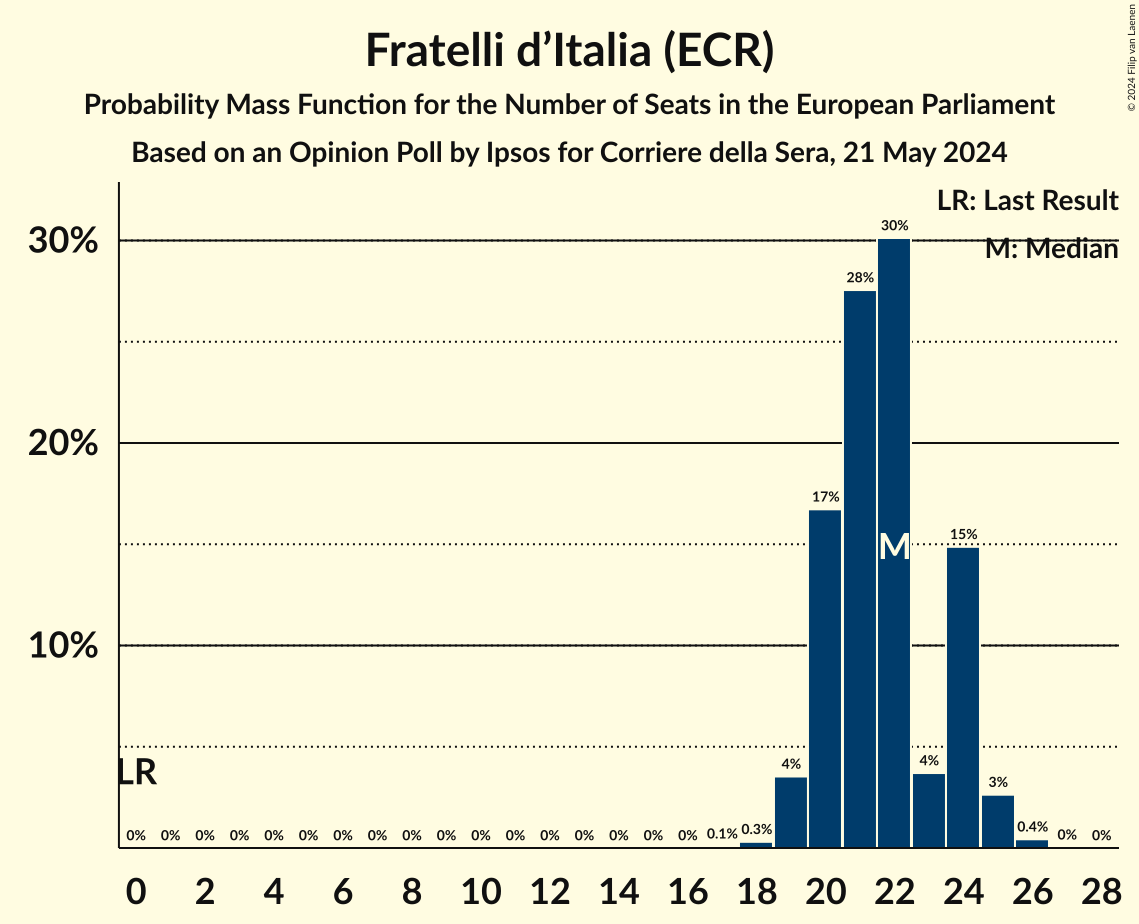 Fratelli d’Italia (ECR)
Probability Mass Function for the Number of Seats in the European Parliament
Based on an Opinion Poll by Ipsos for Corriere della Sera, 21 May 2024
© 2024 Filip van Laenen
LR: Last Result
M: Median
30%
20%
10%
LR
M
0% 0% 0% 0% 0% 0% 0% 0% 0% 0% 0% 0% 0% 0% 0% 0% 0% 0.1% 0.3% 4% 17% 28% 30% 4% 15% 3% 0.4% 0% 0%
0 2 4 6 8 10 12 14 16 18 20 22 24 26 28